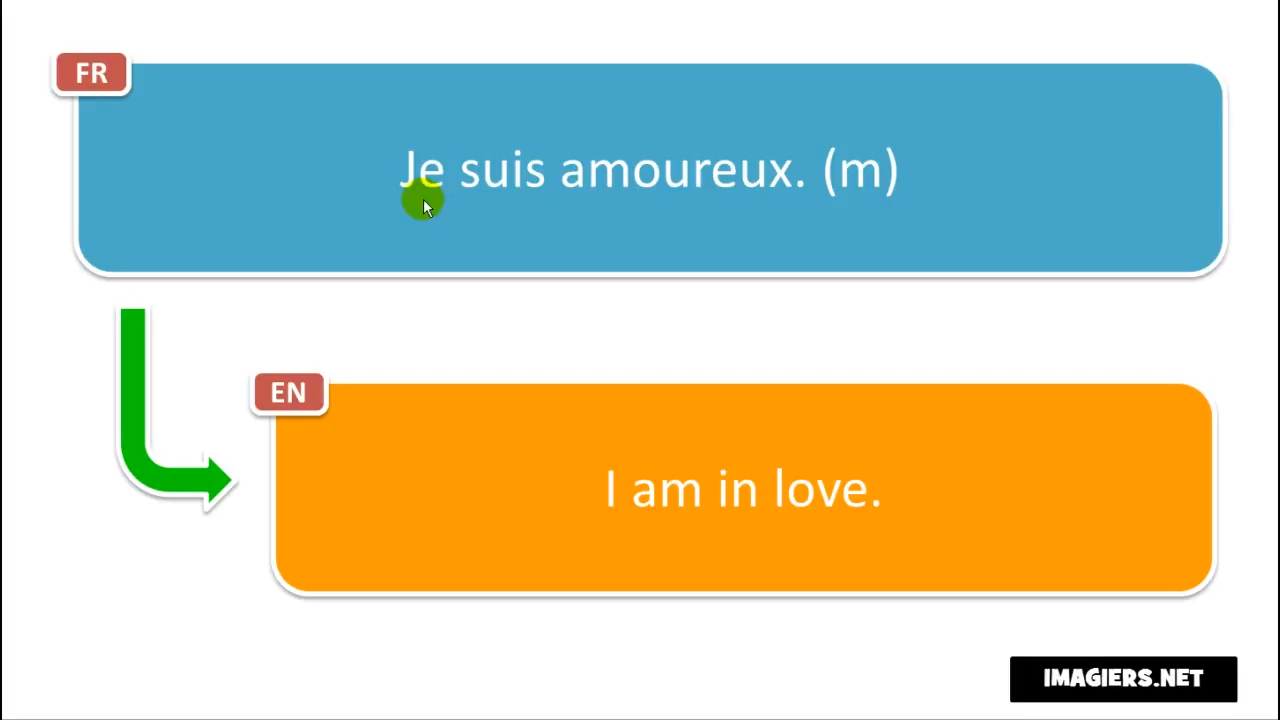 FR
Je suis amoureux. (m)
EN
I am in love.
IMAGIERS.NET